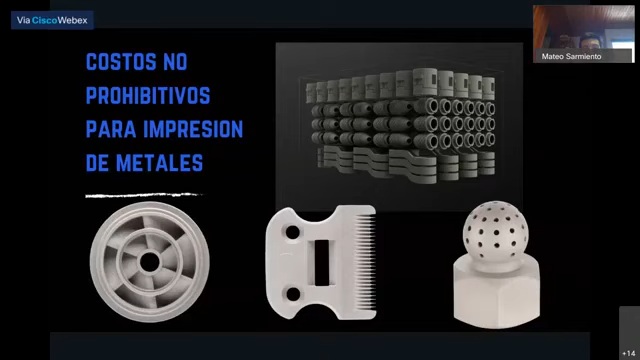 Via CiscoWebex
COSTOS NO
PROHIBITIVOS
PARA IMPRESION
DE METALES
Mateo Sarmiento
+14